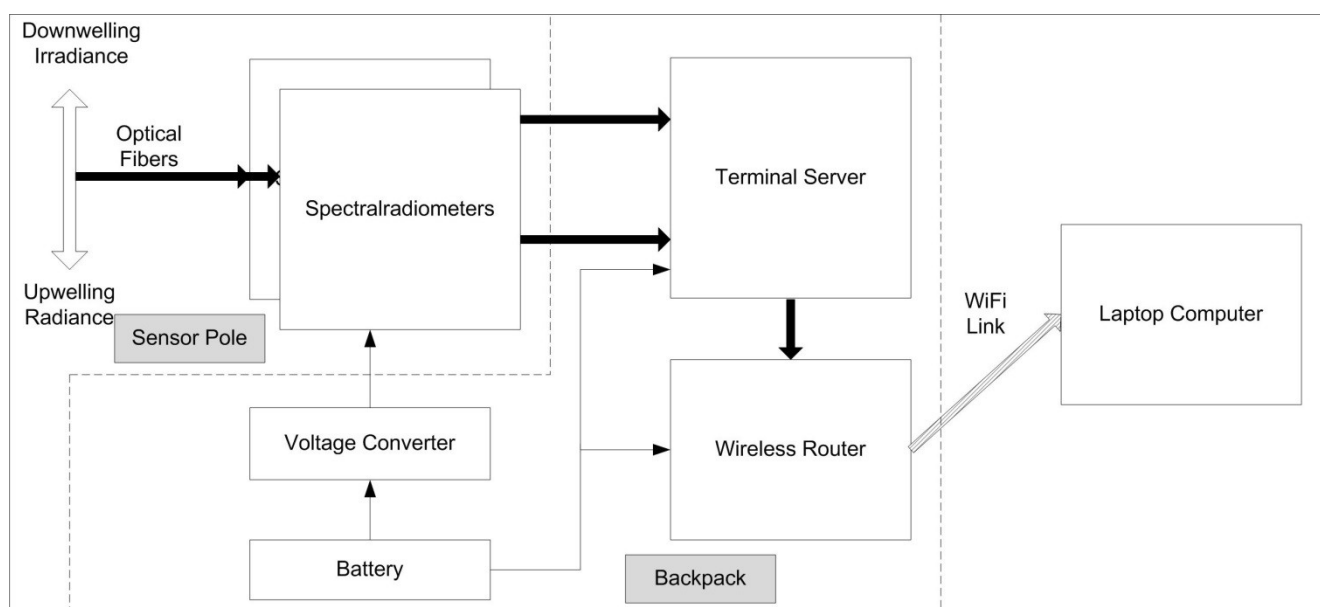 Downwelling
Irradiance
Optical
Fibers
Upwelling
Radiance
Sensor Pole
Spectralradiometers
Terminal Server
WiFi
Link
Laptop Computer
Voltage Converter
Wireless Router
Battery
Backpack